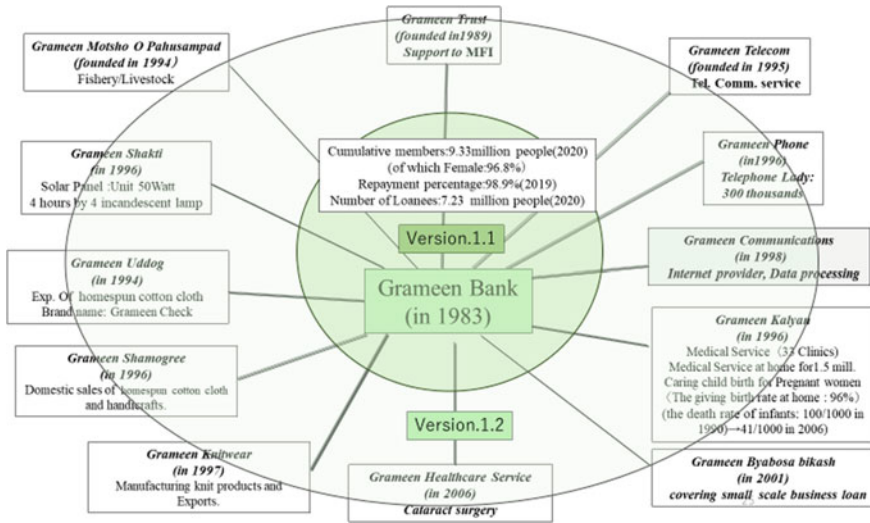 Grameen Trust
(founded in1989)
Support to MFI
Grameen Motsho O Pahusampad
(founded in 1994)
Fishery/Livestock
Grameen Telecom
(founded in 1995)
Tel. Comm. service
Cumulative members:9.33million people(2020)
(of which Female:96.8%)
Repayment percentage:98.9%(2019)
Number of Loanees:7.23 million people(2020)
Grameen Phone
(in1996)
Telephone Lady:
300 thousands
Grameen Shakti
(in 1996)
Solar Panel :Unit 50Watt
4 hours by 4 incandescent lamp
Version.1.1
Grameen Communications
(in 1998)
Internet provider, Data processing
Grameen Uddog
(in 1994)
Exp. Of homespun cotton cloth
Brand name: Grameen Check
Grameen Bank
(in 1983)
Grameen Kalyan
(in 1996)
Medical Service (33 Clinics)
Medical Service at home for1.5 mill.
Caring child birth for Pregnant women
(The giving birth rate at home : 96%)
(the death rate of infants: 100/1000 in
1990)→41/1000 in 2006)
Grameen Shamogree
(in 1996)
Domestic sales of homespun cotton cloth
and handicrafts.
Version.1.2
Grameen Knitwear
(in 1997)
Manufacturing knit products and
Exports.
Grameen Healthcare Service
(in 2006)
Cataract surgery
Grameen Byabosa bikash
(in 2001)
covering small scale business loan